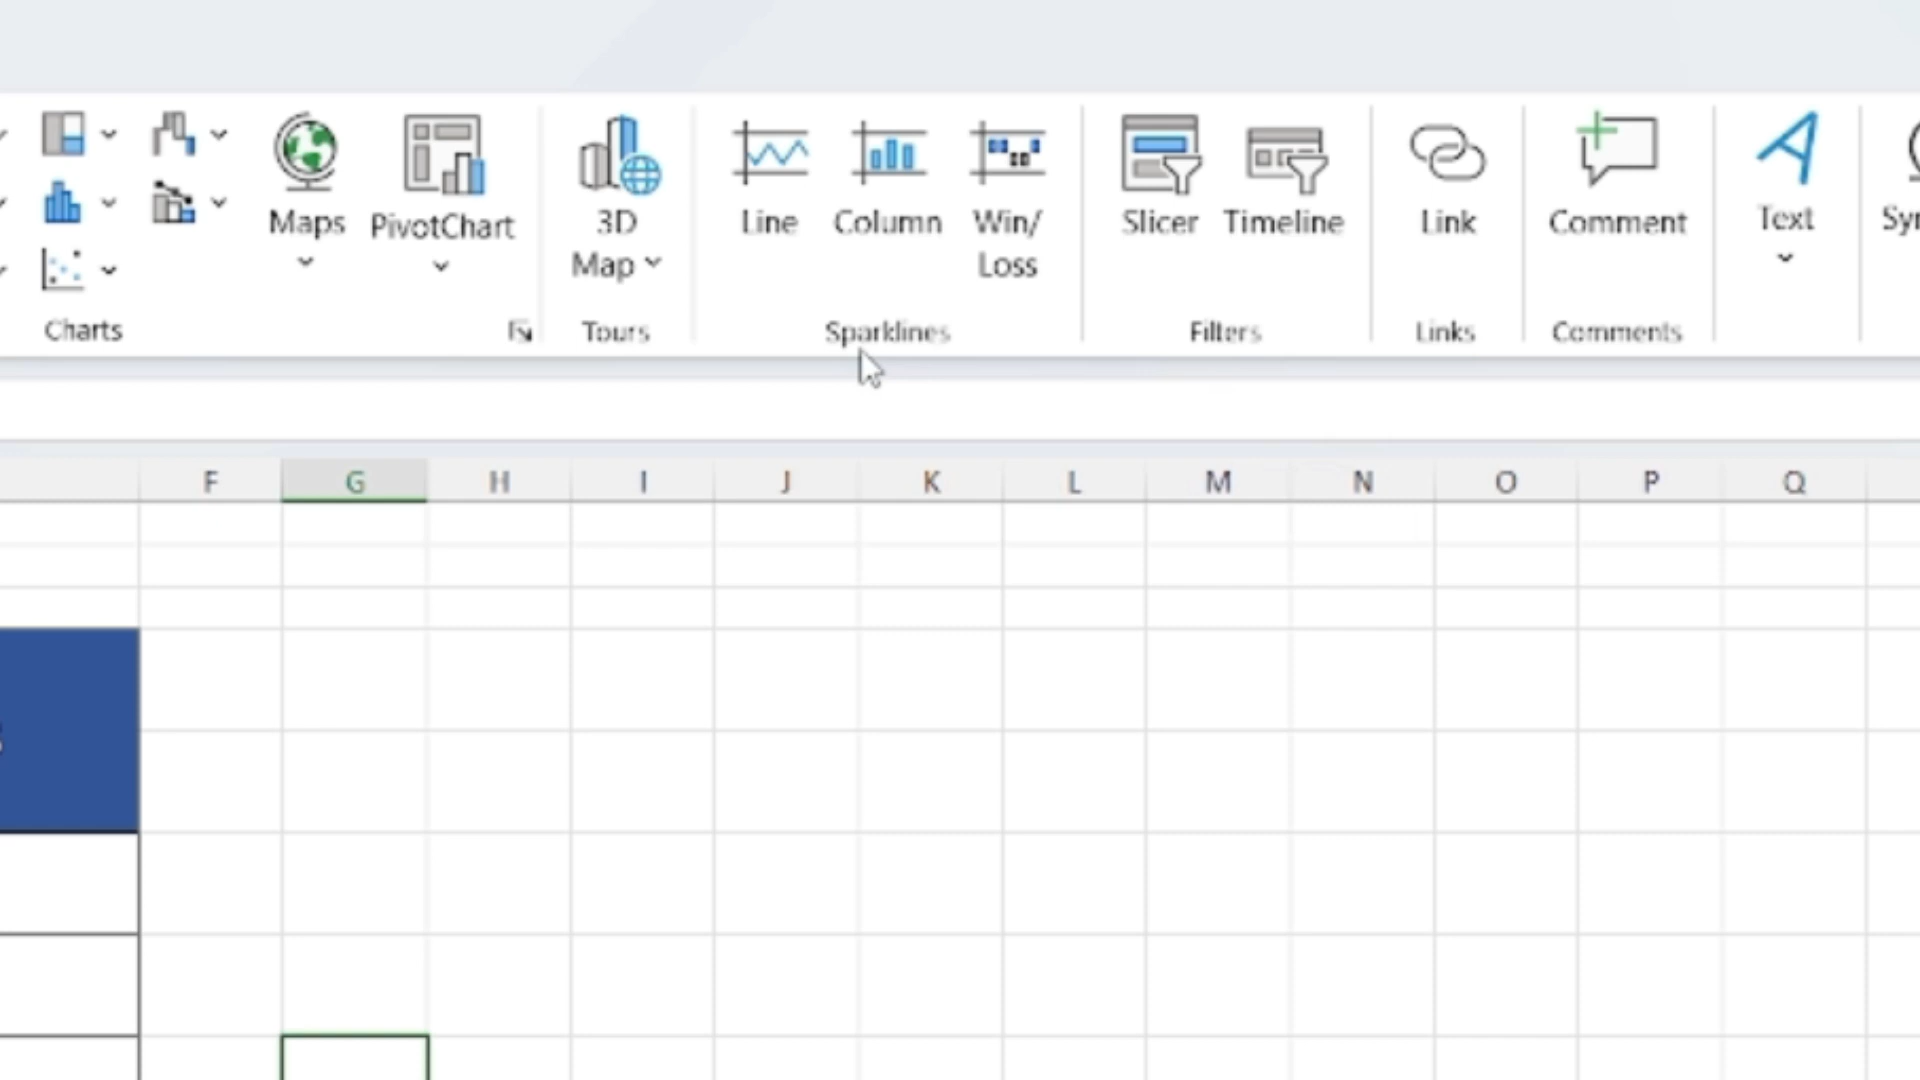 Maps
PivotChart
3D
Map
Line
Column
Win/
Loss
Slicer
Timeline
Link
Comment
Text
Charts
Tours
Sparklines
Filters
Links
Comments
F G H I J K L M N O P Q